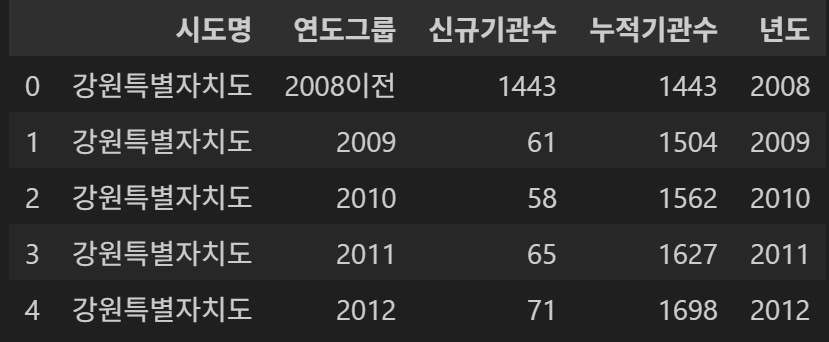 시도명 연도그룹 신규기관수 누적기관수 년도
0 강원특별자치도 2008이전 1443 1443 2008
1 강원특별자치도 2009 61 1504 2009
2 강원특별자치도 2010 58 1562 2010
3 강원특별자치도 2011 65 1627 2011
4 강원특별자치도 2012 71 1698 2012